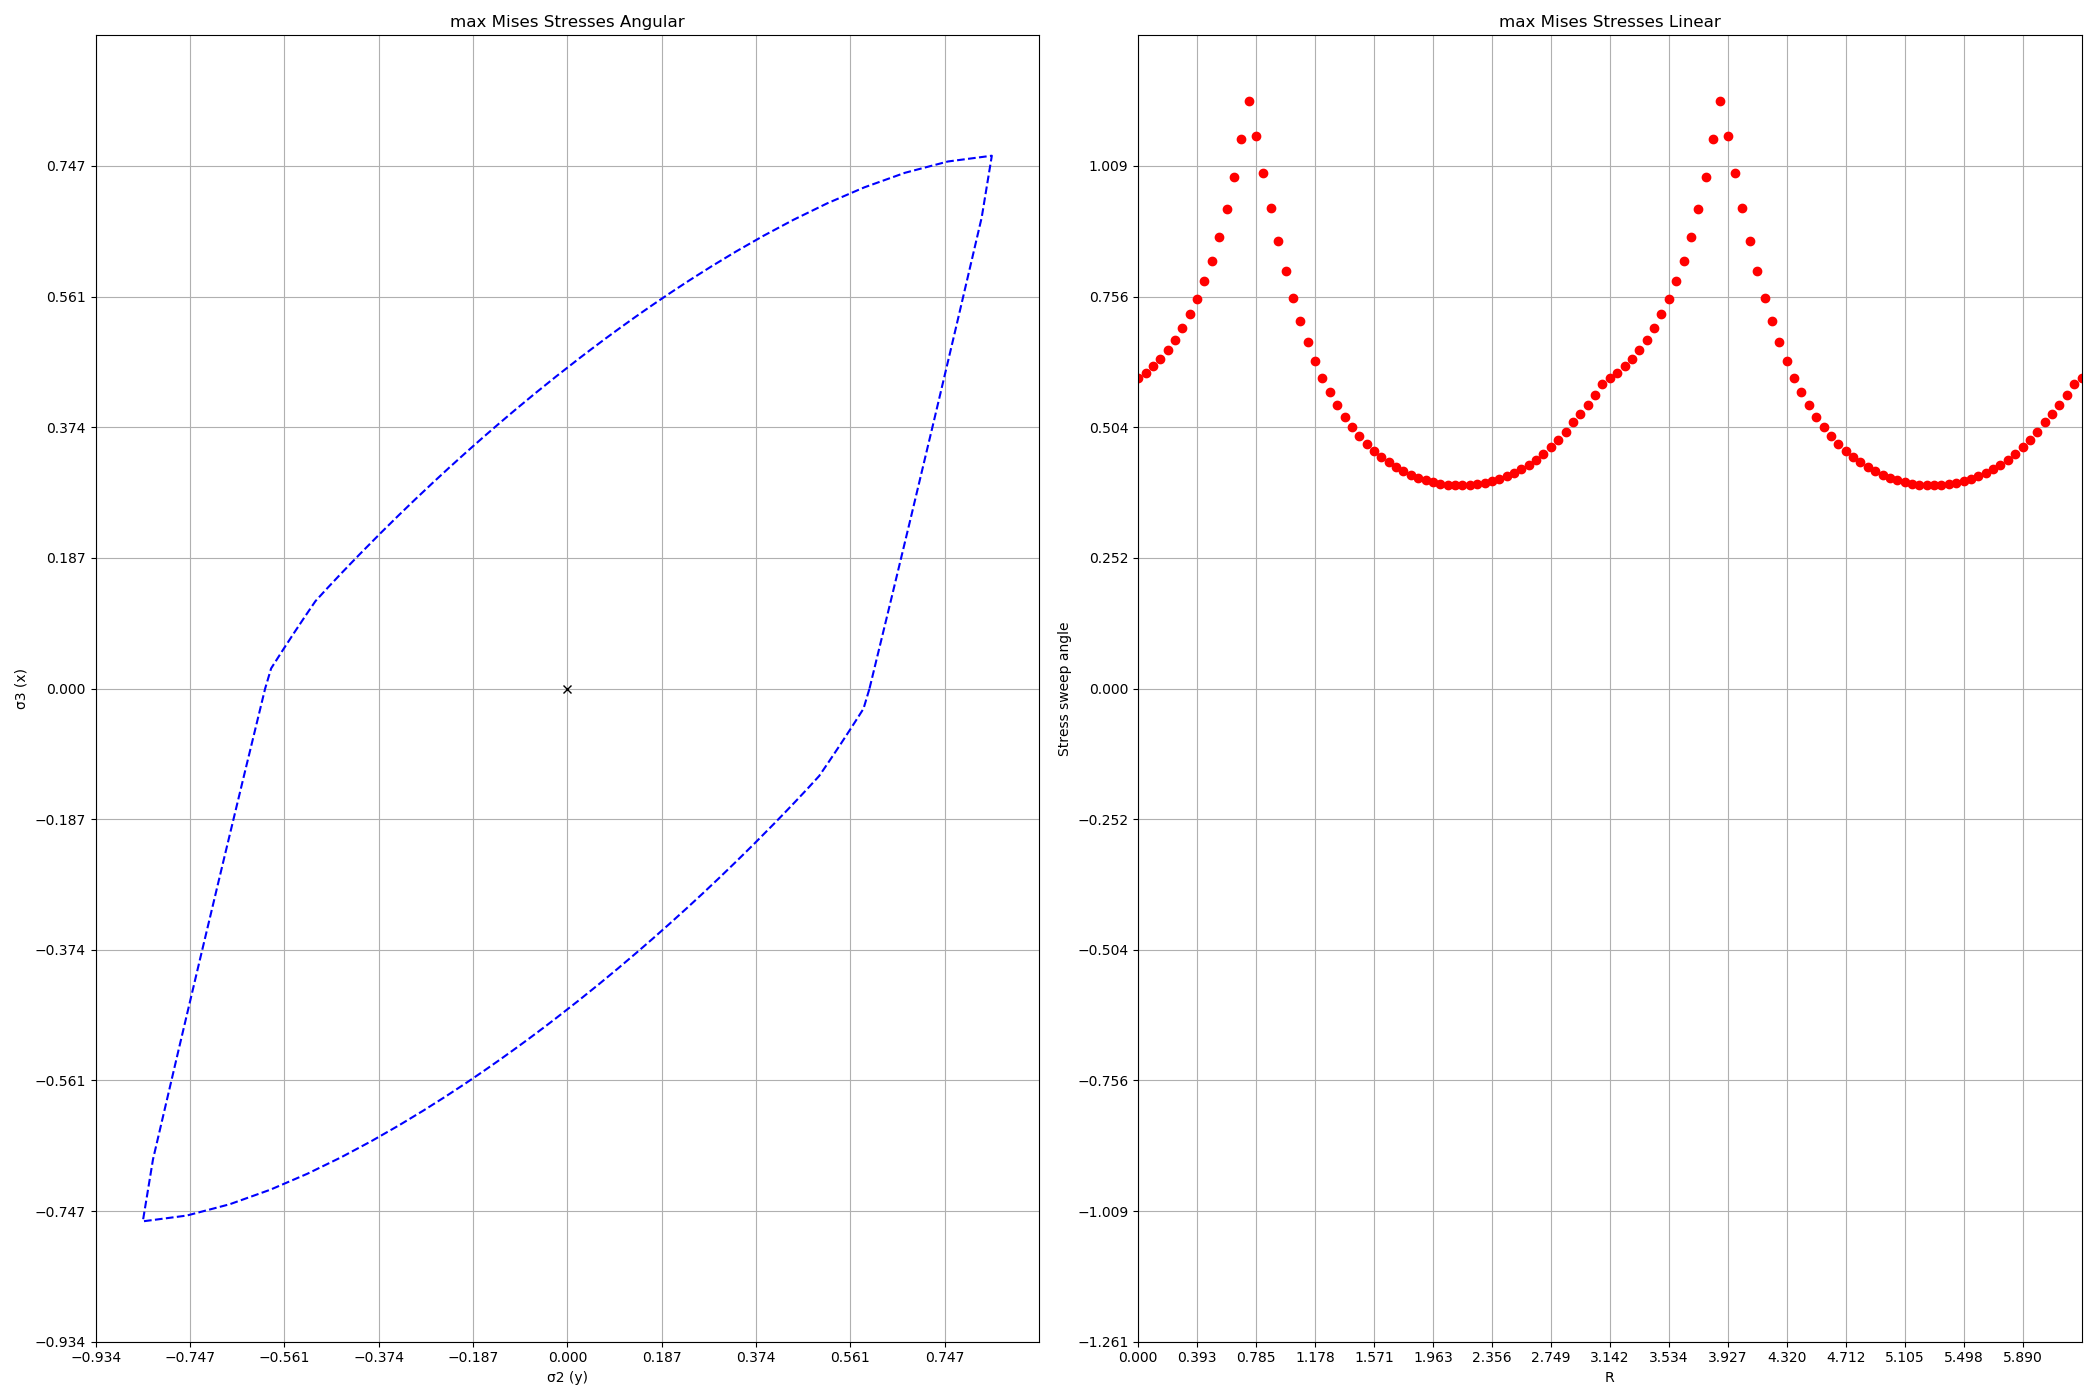 max Mises Stresses Angular
0.747
0.561
0.374
0.187
0.000
−0.187
−0.374
−0.561
−0.747
−0.934
σ3 (x)
−0.934 −0.747 −0.561 −0.374 −0.187 0.000 0.187 0.374 0.561 0.747
σ2 (y)
max Mises Stresses Linear
1.009
0.756
0.504
0.252
0.000
−0.252
−0.504
−0.756
−1.009
−1.261
Stress sweep angle
0.000 0.393 0.785 1.178 1.571 1.963 2.356 2.749 3.142 3.534 3.927 4.320 4.712 5.105 5.498 5.890
R